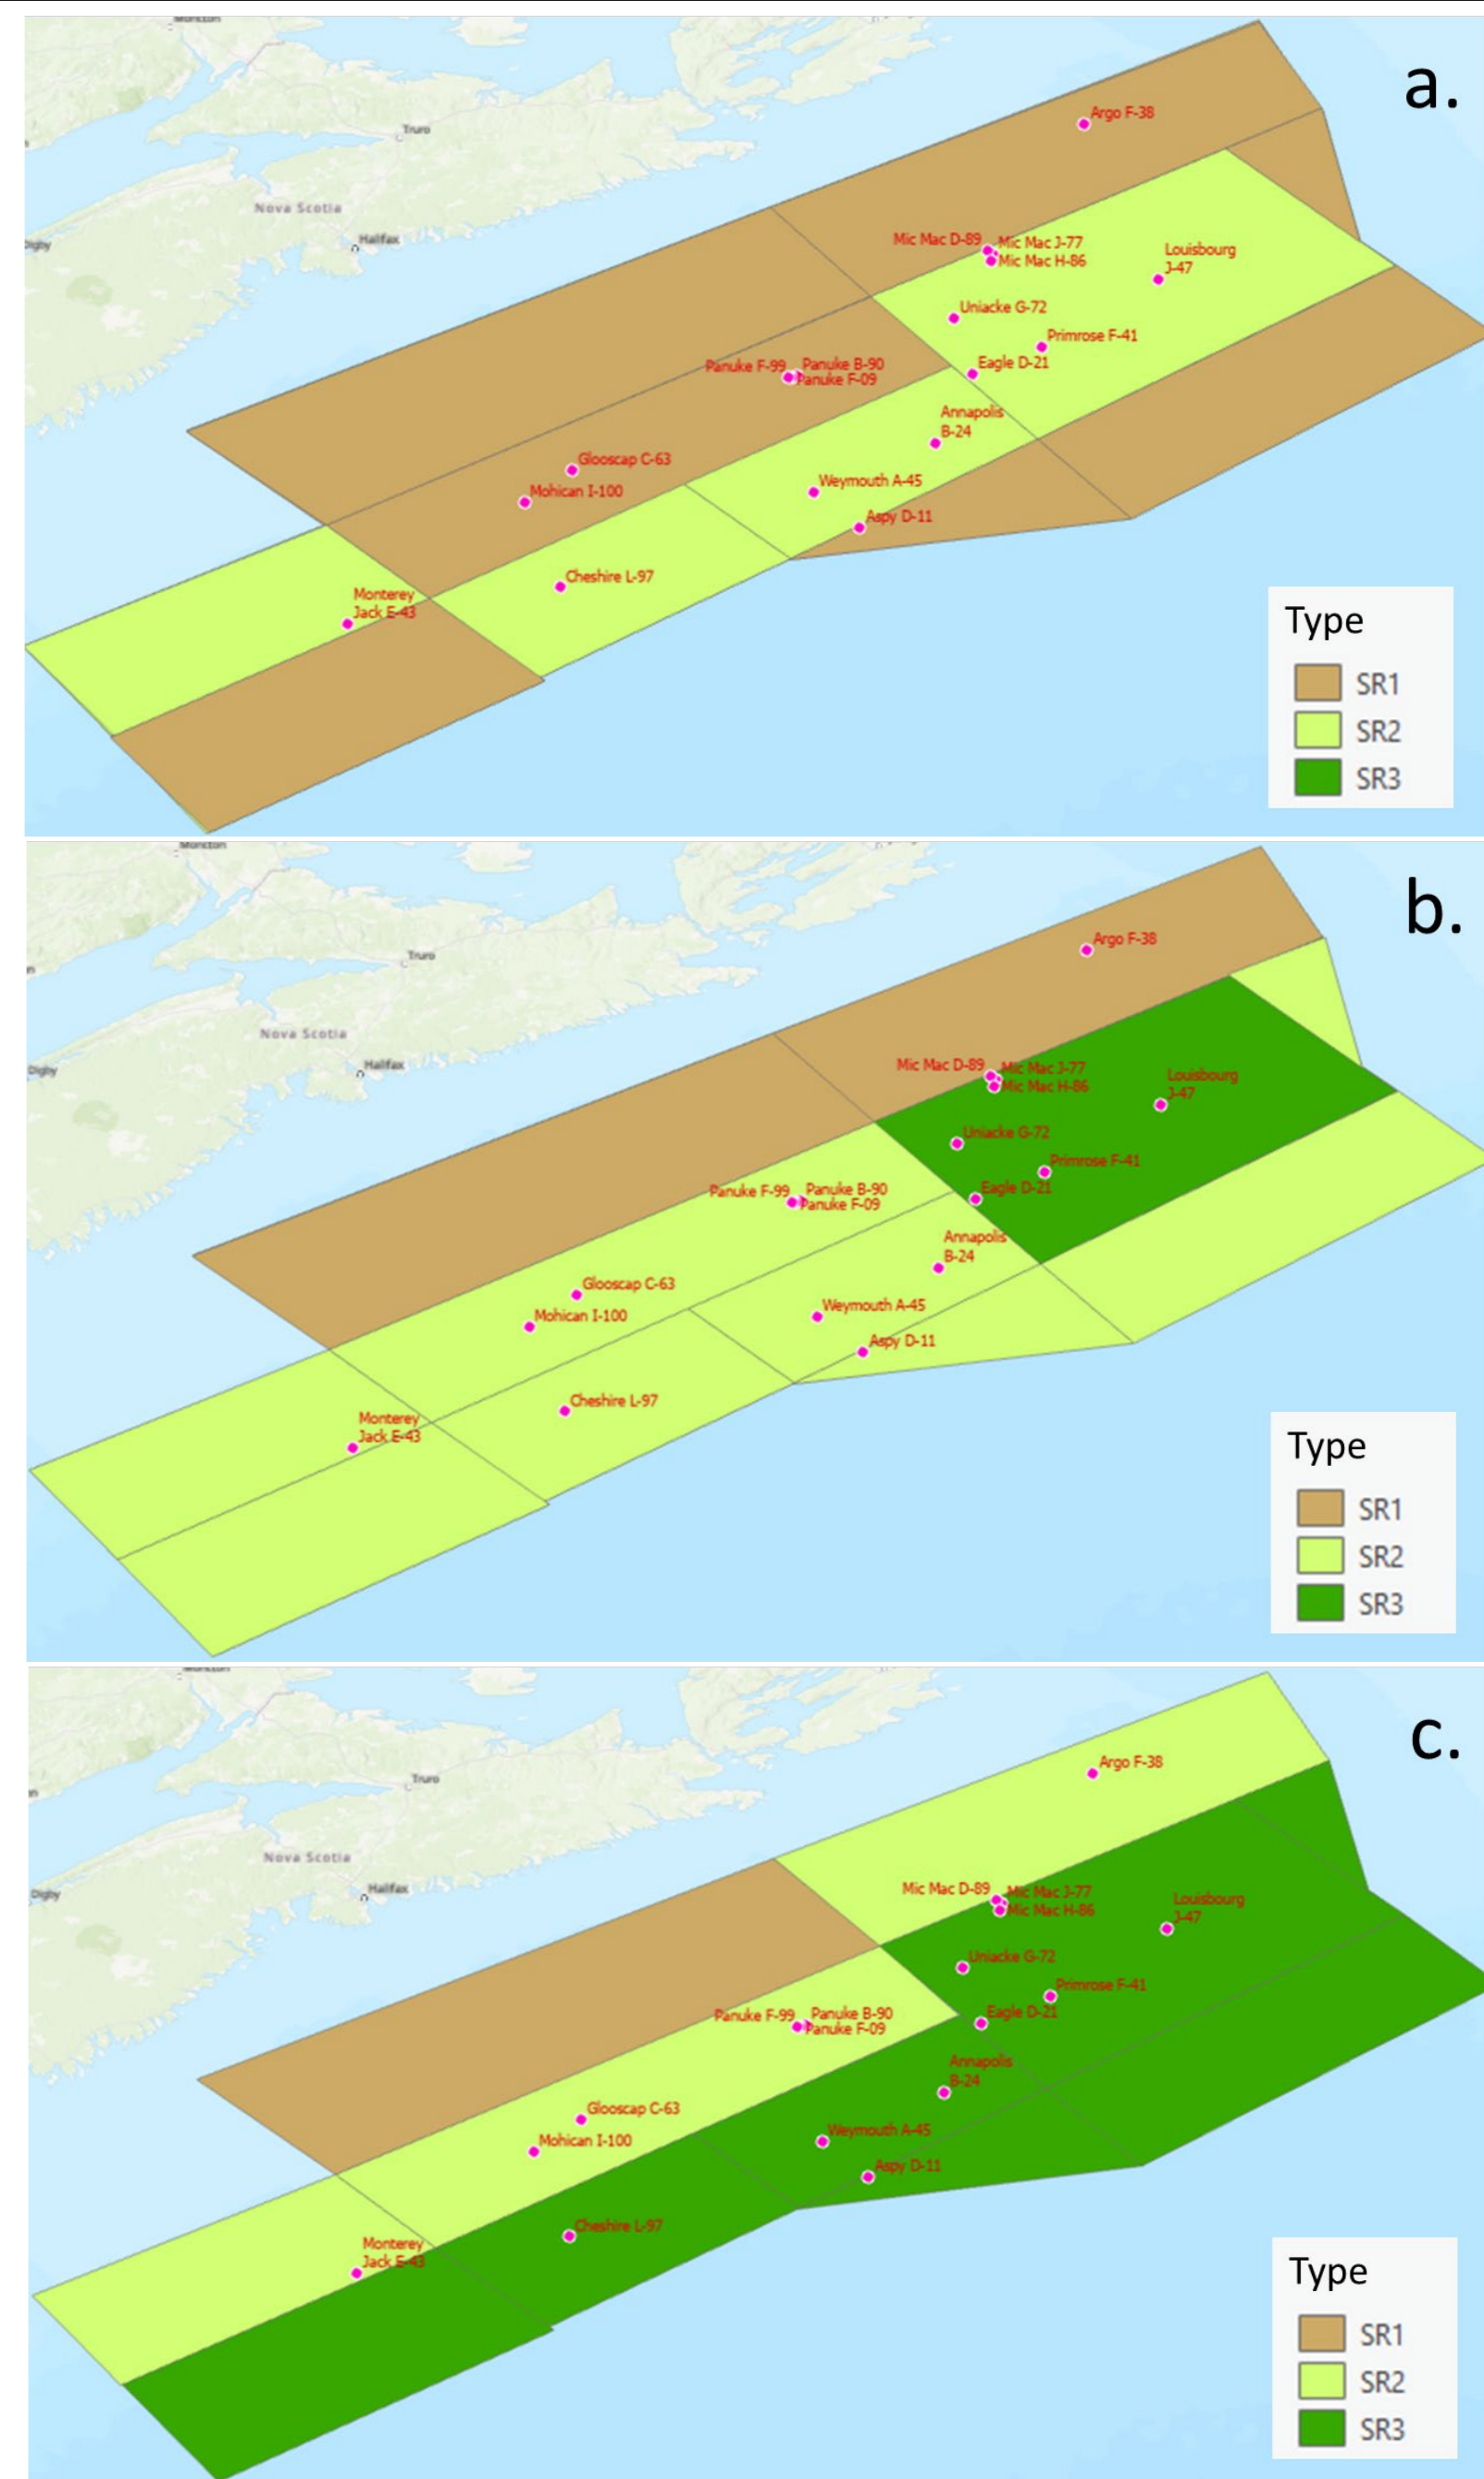 Moncton
a.
Argo F-38
Truro
Nova Scotia
Halifax
Digby
Mic Mac D-89
Mic Mac J-77
Mic Mac H-86
Louisbourg
J-47
Uniacke G-72
Primrose F-41
Panuke F-99
Panuke B-90
Panuke F-09
Eagle D-21
Annapolis
B-24
Glooscap C-63
Mohican I-100
Weymouth A-45
Aspy D-11
Cheshire L-97
Monterey
Jack E-43
Type
SR1
SR2
SR3
Moncton
b.
Argo F-38
Truro
Nova Scotia
Halifax
Digby
Mic Mac D-89
Mic Mac J-77
Mic Mac H-86
Louisbourg
J-47
Uniacke G-72
Primrose F-41
Panuke F-99
Panuke B-90
Panuke F-09
Eagle D-21
Annapolis
B-24
Glooscap C-63
Mohican I-100
Weymouth A-45
Aspy D-11
Cheshire L-97
Monterey
Jack E-43
Type
SR1
SR2
SR3
c.
Argo F-38
Truro
Nova Scotia
Halifax
Digby
Mic Mac D-89
Mic Mac J-77
Mic Mac H-86
Louisbourg
J-47
Uniacke G-72
Primrose F-41
Panuke F-99
Panuke B-90
Panuke F-09
Eagle D-21
Annapolis
B-24
Glooscap C-63
Mohican I-100
Weymouth A-45
Aspy D-11
Cheshire L-97
Monterey
Jack E-43
Type
SR1
SR2
SR3